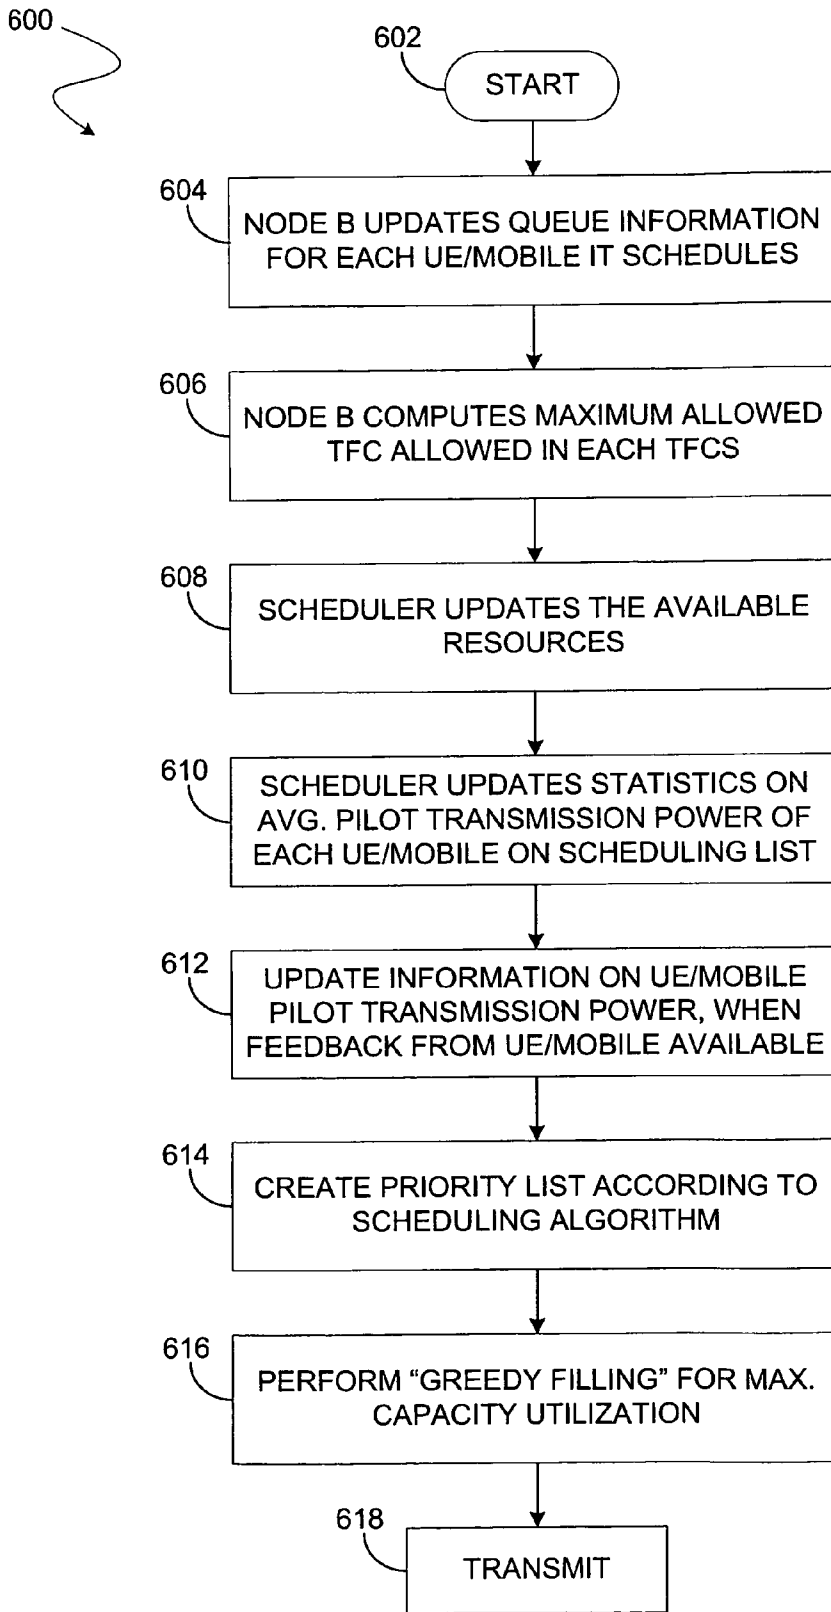 600
602
START
604
NODE B UPDATES QUEUE INFORMATION
FOR EACH UE/MOBILE IT SCHEDULES
606
NODE B COMPUTES MAXIMUM ALLOWED
TFC ALLOWED IN EACH TFCS
608
SCHEDULER UPDATES THE AVAILABLE
RESOURCES
610
SCHEDULER UPDATES STATISTICS ON
AVG. PILOT TRANSMISSION POWER OF
EACH UE/MOBILE ON SCHEDULING LIST
612
UPDATE INFORMATION ON UE/MOBILE
PILOT TRANSMISSION POWER, WHEN
FEEDBACK FROM UE/MOBILE AVAILABLE
614
CREATE PRIORITY LIST ACCORDING TO
SCHEDULING ALGORITHM
616
PERFORM “GREEDY FILLING” FOR MAX.
CAPACITY UTILIZATION
618
TRANSMIT